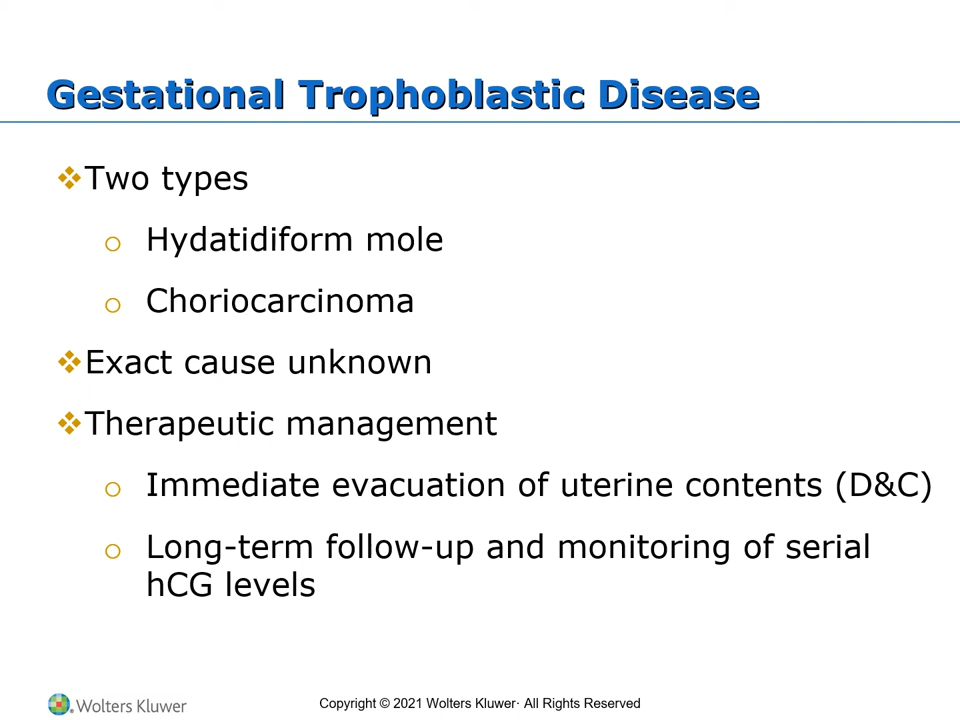 Gestational Trophoblastic Disease
❖Two types
o Hydatidiform mole
o Choriocarcinoma
❖Exact cause unknown
❖Therapeutic management
o Immediate evacuation of uterine contents (D&C)
o Long-term follow-up and monitoring of serial
hCG levels
Wolters Kluwer
Copyright © 2021 Wolters Kluwer· All Rights Reserved